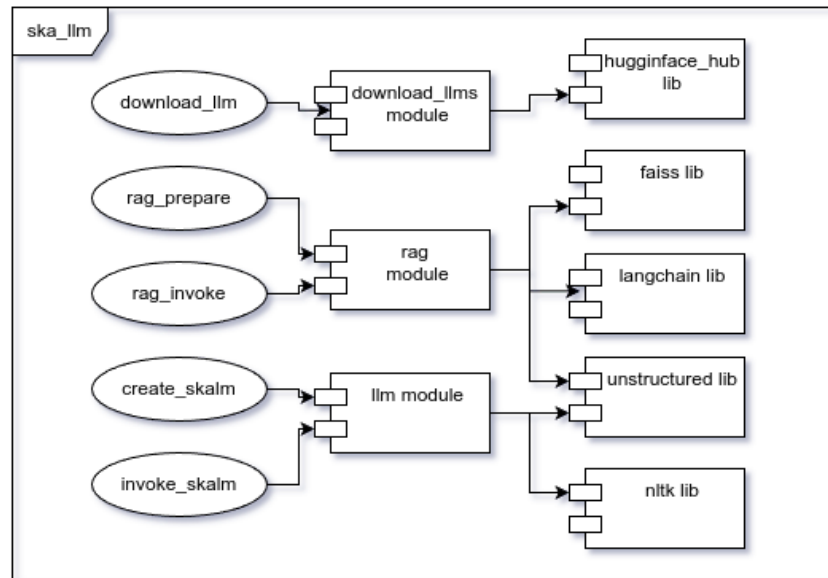 ska_llm
download_llm
download_llms
module
hugginface_hub
lib
rag_prepare
rag_invoke
rag
module
faiss lib
langchain lib
create_skalm
invoke_skalm
llm module
unstructured lib
nltk lib